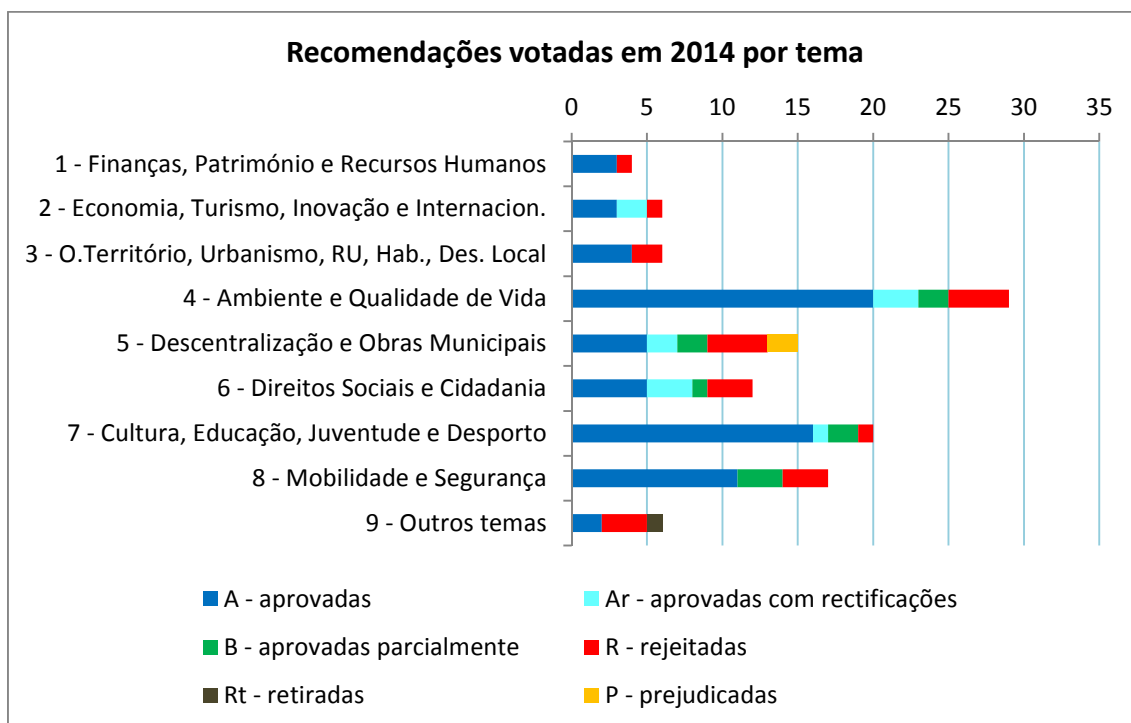 Recomendações votadas em 2014 por tema
0 5 10 15 20 25 30 35
1 - Finanças, Património e Recursos Humanos
2 - Economia, Turismo, Inovação e Internacion.
3 - O.Território, Urbanismo, RU, Hab., Des. Local
4 - Ambiente e Qualidade de Vida
5 - Descentralização e Obras Municipais
6 - Direitos Sociais e Cidadania
7 - Cultura, Educação, Juventude e Desporto
8 - Mobilidade e Segurança
9 - Outros temas
A - aprovadas
Ar - aprovadas com rectificações
B - aprovadas parcialmente
R - rejeitadas
Rt - retiradas
P - prejudicadas